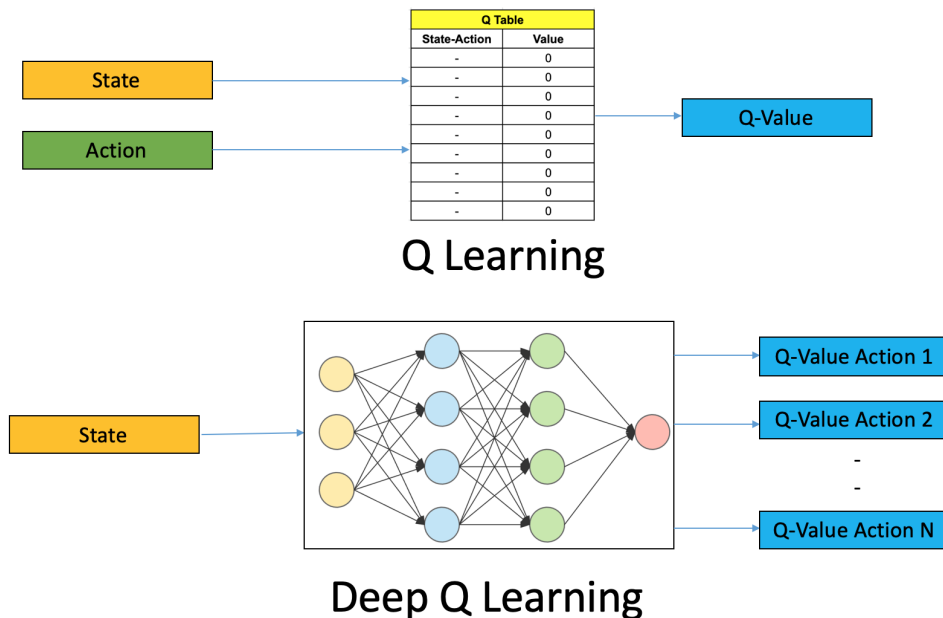 Q Table
State-Action Value
- 0
- 0
- 0
- 0
- 0
- 0
- 0
- 0
- 0
State
Action
Q-Value
Q Learning
State
Q-Value Action 1
Q-Value Action 2
-
-
Q-Value Action N
Deep Q Learning